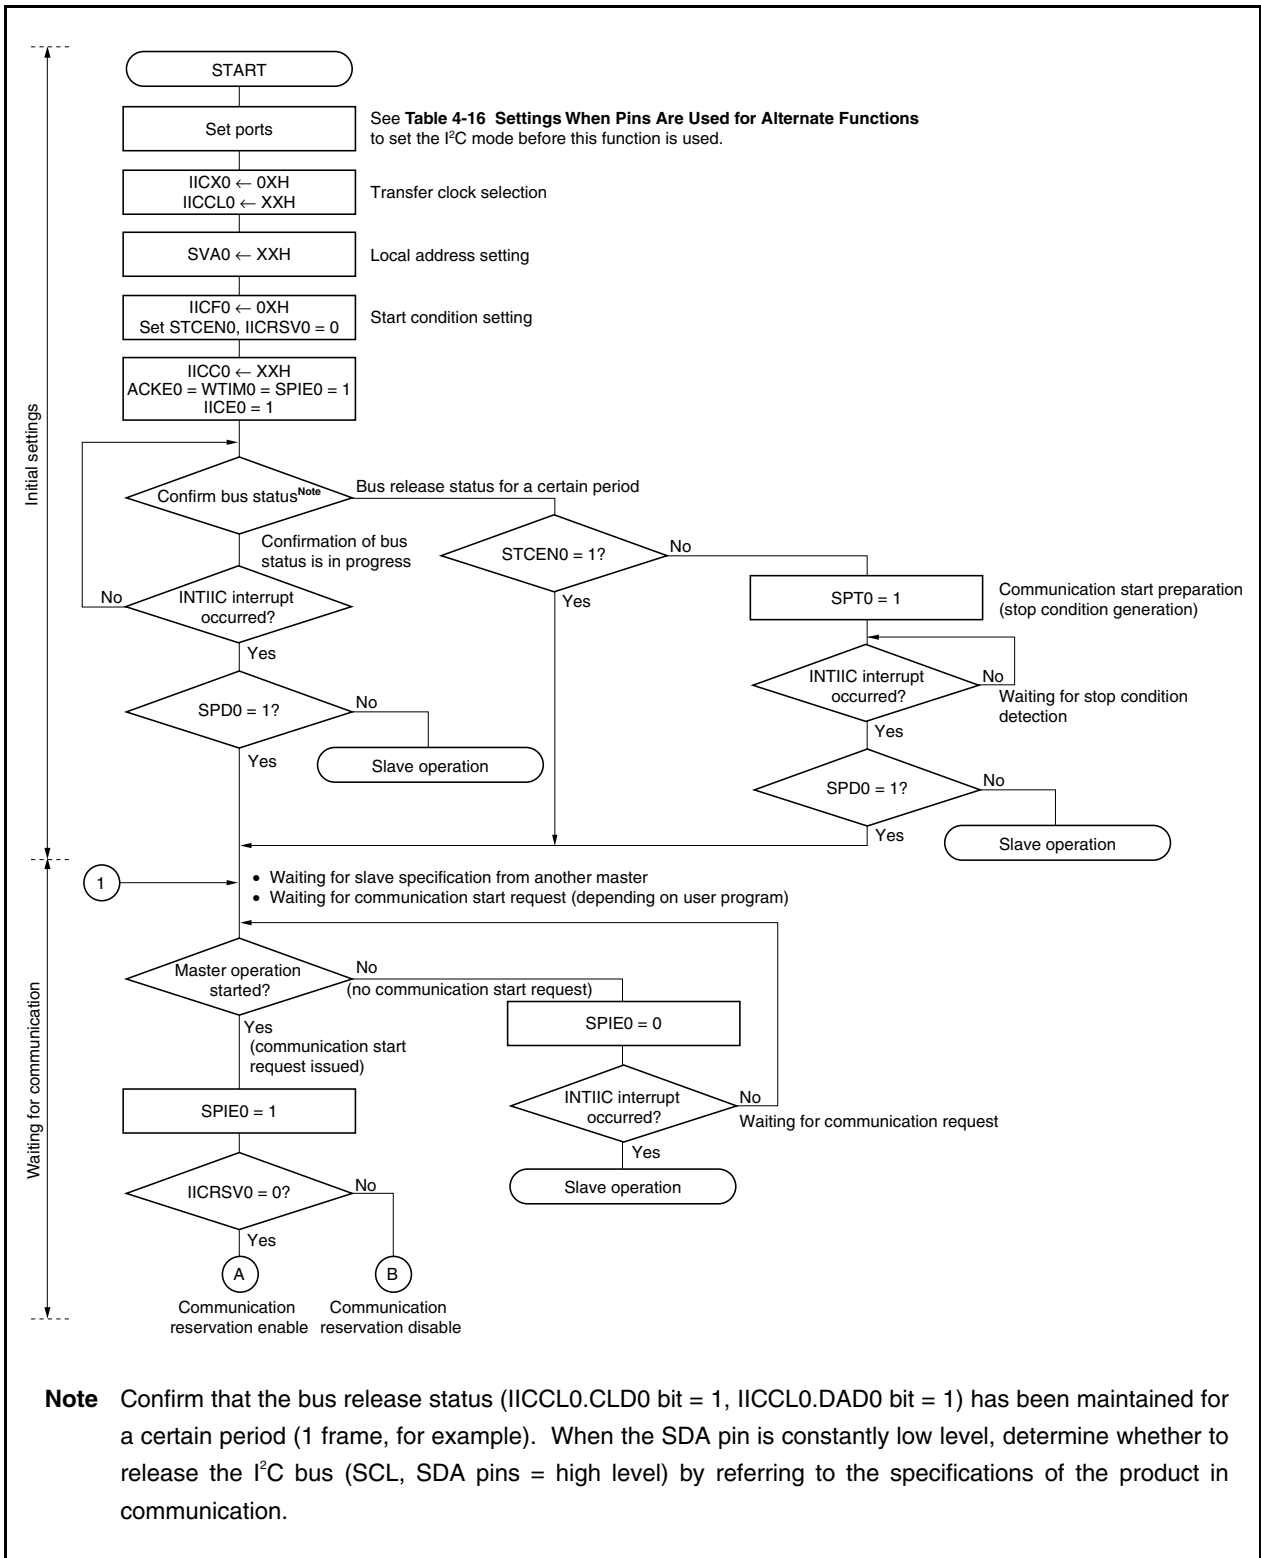 START
Set ports
See Table 4-16 Settings When Pins Are Used for Alternate Functions
to set the I²C mode before this function is used.
IICX0 ← 0XH
IICCL0 ← XXH
Transfer clock selection
SVA0 ← XXH
Local address setting
IICF0 ← 0XH
Set STCEN0, IICRSV0 = 0
Start condition setting
IICC0 ← XXH
ACKE0 = WTIM0 = SPIE0 = 1
IICE0 = 1
Initial settings
Confirm bus statusNote
Bus release status for a certain period
Confirmation of bus
status is in progress
STCEN0 = 1?
No
Yes
SPT0 = 1
Communication start preparation
(stop condition generation)
No
INTIIC interrupt
occurred?
Yes
INTIIC interrupt
occurred?
No
Waiting for stop condition
detection
Yes
SPD0 = 1?
No
Yes
Slave operation
SPD0 = 1?
No
Yes
Slave operation
1
• Waiting for slave specification from another master
• Waiting for communication start request (depending on user program)
Waiting for communication
Master operation
started?
No
(no communication start request)
Yes
(communication start
request issued)
SPIE0 = 0
INTIIC interrupt
occurred?
No
Waiting for communication request
Yes
Slave operation
SPIE0 = 1
IICRSV0 = 0?
No
Yes
A
B
Communication
reservation enable
Communication
reservation disable
Note Confirm that the bus release status (IICCL0.CLD0 bit = 1, IICCL0.DAD0 bit = 1) has been maintained for
a certain period (1 frame, for example). When the SDA pin is constantly low level, determine whether to
release the I²C bus (SCL, SDA pins = high level) by referring to the specifications of the product in
communication.